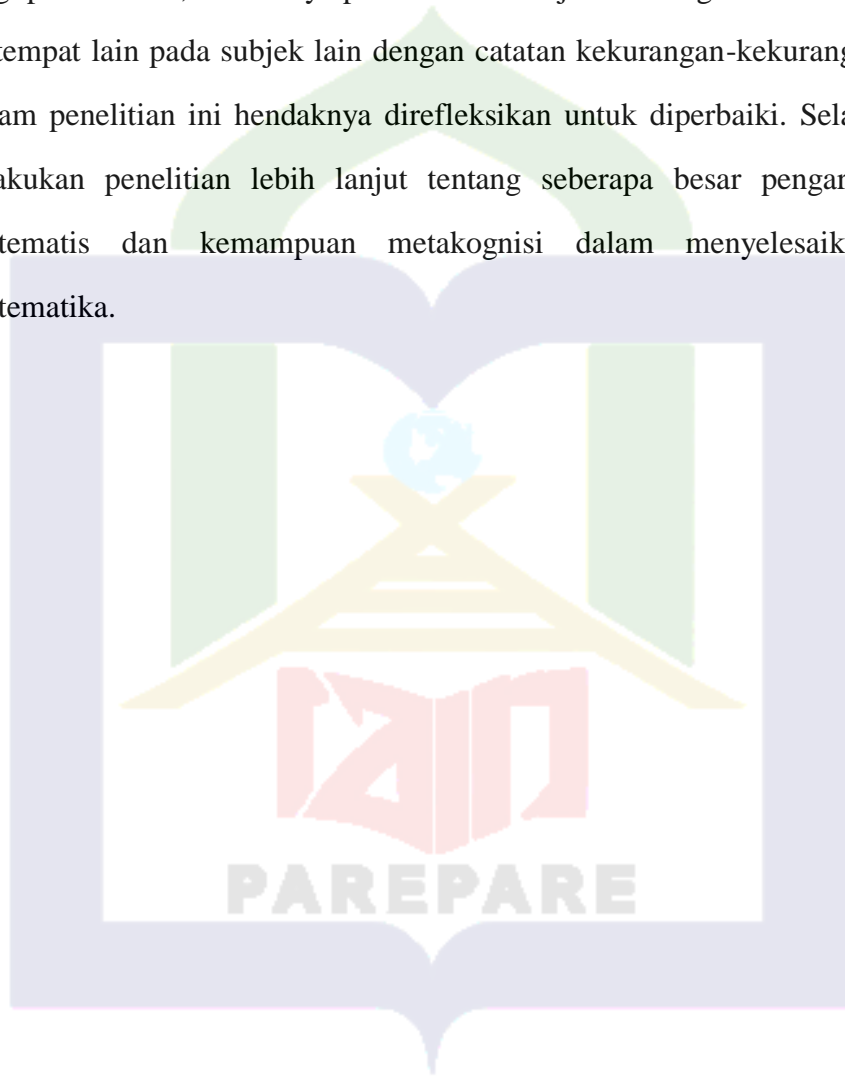 tempat lain pada subjek lain dengan catatan kekurangan-kekurang
am penelitian ini hendaknya direfleksikan untuk diperbaiki. Sela
akukan penelitian lebih lanjut tentang seberapa besar pengar
tematis dan kemampuan metakognisi dalam menyelesaik
tematika.
iain
PAREPARE